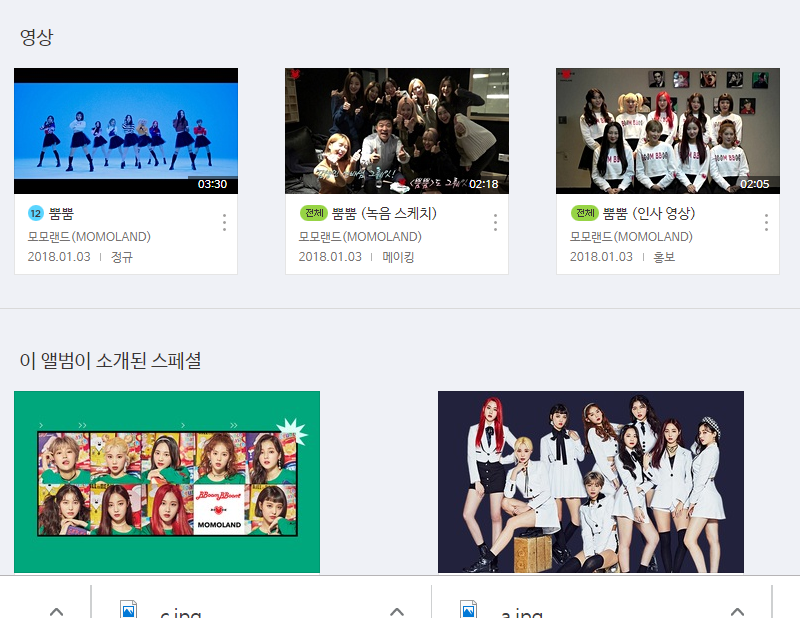 영상
03:30
02:18
02:05
12 뿜뿜
모모랜드(MOMOLAND)
2018.01.03 | 정규
전체 뿜뿜 (녹음 스케치)
모모랜드(MOMOLAND)
2018.01.03 | 메이킹
전체 뿜뿜 (인사 영상)
모모랜드(MOMOLAND)
2018.01.03 | 홍보
이 앨범이 소개된 스페셜
BBoom BBoom
MOMOLAND
c.jpg
a.jpg